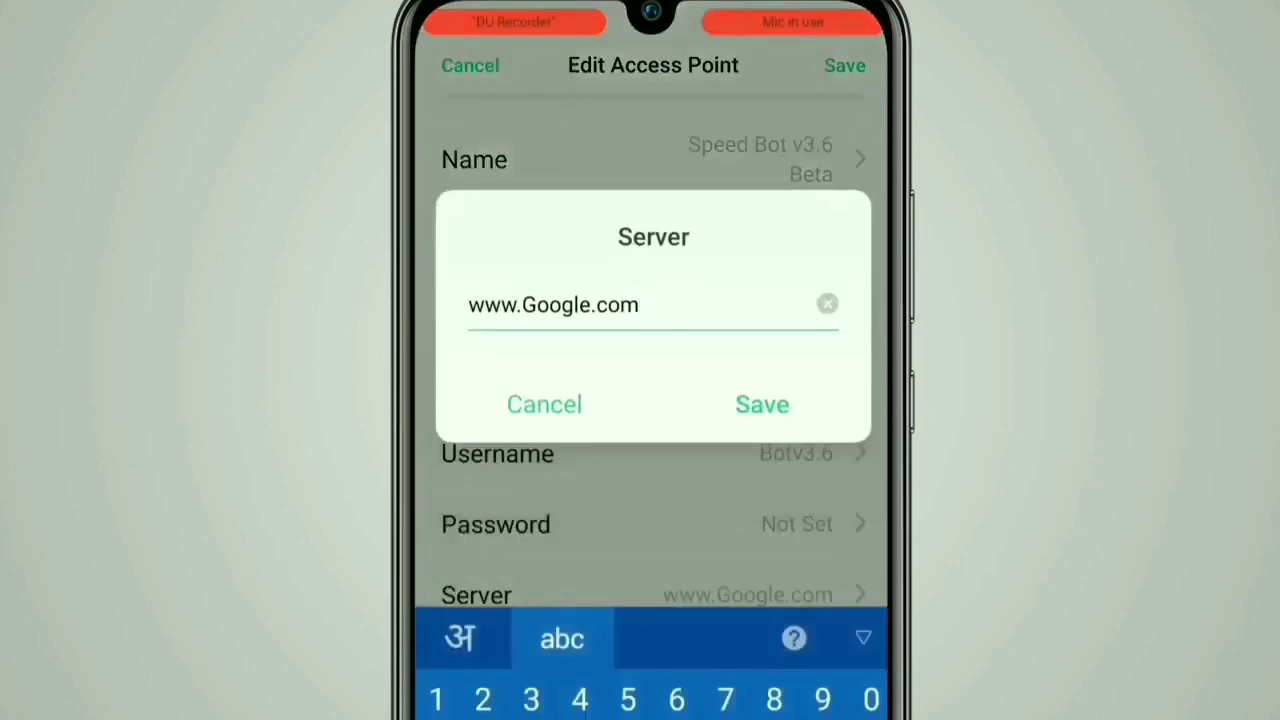 "DU Recorder" Mic in use
Cancel Edit Access Point Save
Name Speed Bot v3.6
Beta
Server
www.Google.com
Cancel Save
Username Botv3.6
Password Not Set
Server www.Google.com
अ abc ?
1 2 3 4 5 6 7 8 9 0